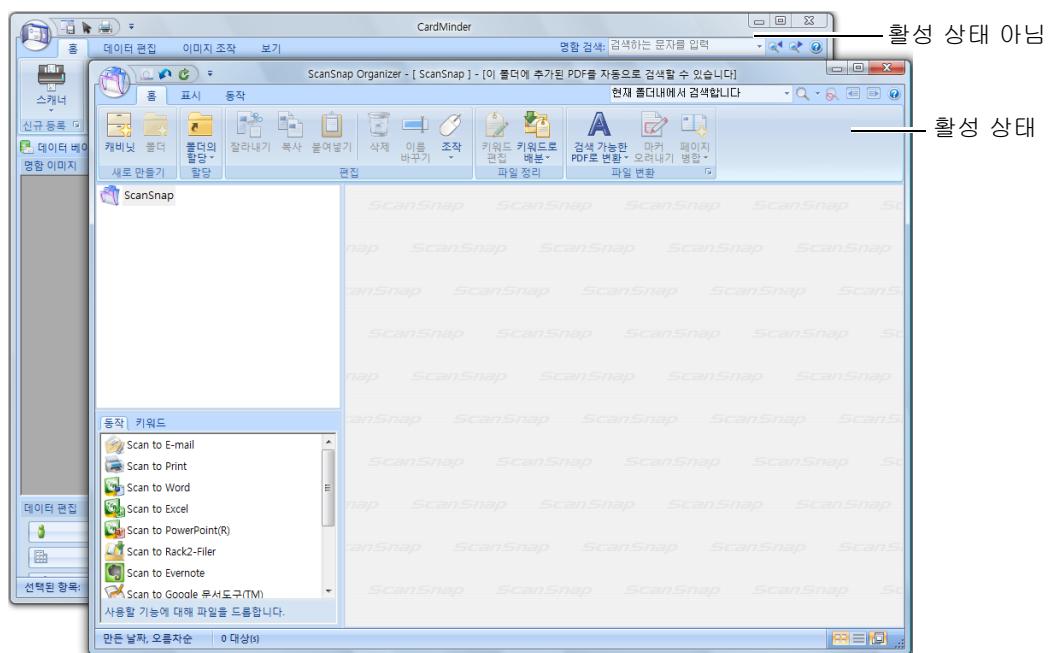 CardMinder
활성 상태 아님
홈 데이터 편집 이미지 조작 보기 명함 검색: 검색하는 문자를 입력
스캐너
신규 등록
데이터 베
명함 이미지
데이터 편집
선택된 항목:
ScanSnap Organizer - [ ScanSnap ] - [이 폴더에 추가된 PDF를 자동으로 검색할 수 있습니다]
홈 표시 동작 현재 폴더내에서 검색합니다
활성 상태
캐비닛 폴더 폴더의 할당 잘라내기 복사 붙여넣기 삭제 이름 바꾸기 조작 키워드 편집 키워드로 배분 검색 가능한 PDF로 변환 마커 오려내기 페이지 병합
새로 만들기 할당 편집 파일 정리 파일 변환
ScanSnap
ScanSnap ScanSnap ScanSnap ScanSnap
동작 키워드
Scan to E-mail
Scan to Print
Scan to Word
Scan to Excel
Scan to PowerPoint(R)
Scan to Rack2-Filer
Scan to Evernote
Scan to Google 문서도구(TM)
사용할 기능에 대해 파일을 드롭합니다.
만든 날짜, 오름차순 0 대상(s)